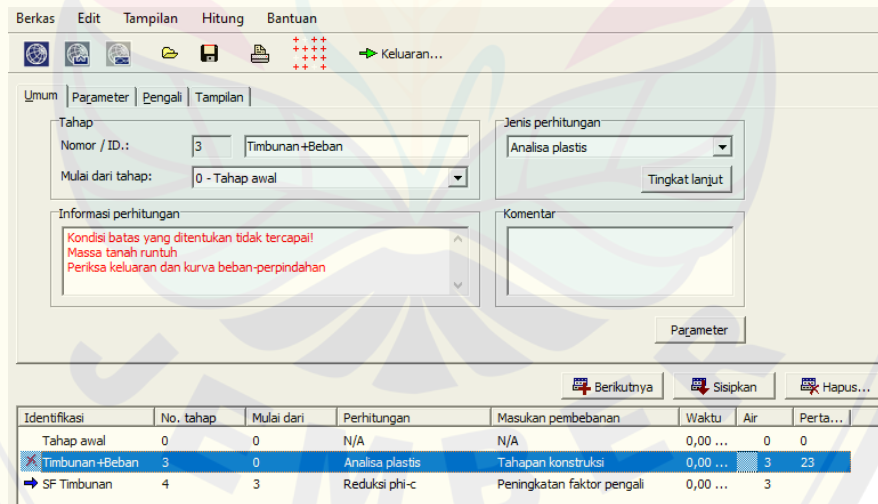 Berkas Edit Tampilan Hitung Bantuan
Keluaran...
Umum Parameter Pengali Tampilan
Tahap
Nomor / ID.: 3 Timbunan+Beban
Mulai dari tahap: 0 - Tahap awal
Jenis perhitungan
Analisa plastis
Tingkat lanjut
Informasi perhitungan
Kondisi batas yang ditentukan tidak tercapai!
Massa tanah runtuh
Periksa keluaran dan kurva beban-perpindahan
Komentar
Parameter
Berikutnya Sisipkan Hapus...
Identifikasi No. tahap Mulai dari Perhitungan Masukan pembebanan Waktu Air Perta...
Tahap awal 0 0 N/A N/A 0,00 ... 0 0
Timbunan+Beban 3 0 Analisa plastis Tahapan konstruksi 0,00 ... 3 23
SF Timbunan 4 3 Reduksi phi-c Peningkatan faktor pengali 0,00 ... 3
JEMBER